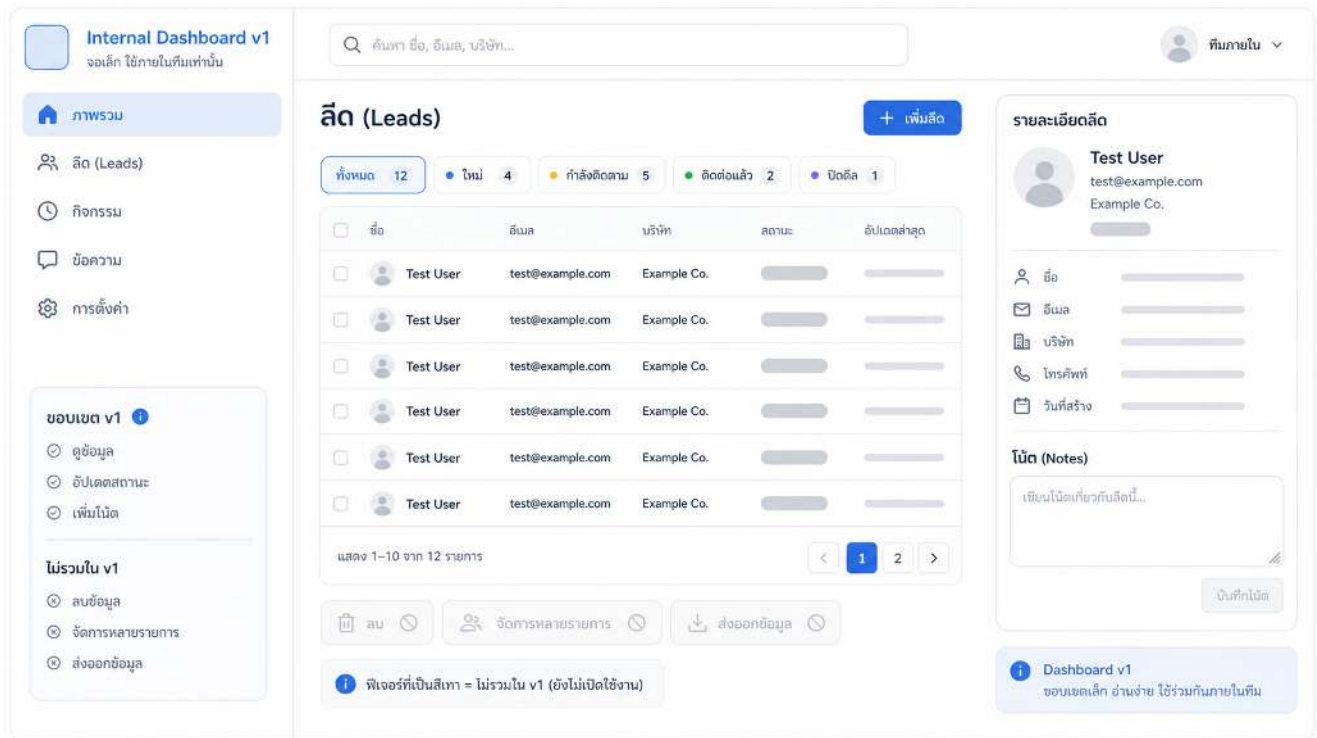 Internal Dashboard v1
จอเล็ก ใช้ภายในทีมเท่านั้น
ค้นหา ชื่อ, อีเมล, บริษัท...
ทีมภายใน
ภาพรวม
ลีด (Leads)
กิจกรรม
ข้อความ
การตั้งค่า
ขอบเขต v1
ดูข้อมูล
อัปเดตสถานะ
เพิ่มโน้ต
ไม่รวมใน v1
ลบข้อมูล
จัดการหลายรายการ
ส่งออกข้อมูล
ลีด (Leads)
+ เพิ่มลีด
ทั้งหมด 12 ใหม่ 4 กำลังติดตาม 5 ติดต่อแล้ว 2 ปิดดีล 1
ชื่อ อีเมล บริษัท สถานะ อัปเดตล่าสุด
Test User test@example.com Example Co.
Test User test@example.com Example Co.
Test User test@example.com Example Co.
Test User test@example.com Example Co.
Test User test@example.com Example Co.
Test User test@example.com Example Co.
แสดง 1–10 จาก 12 รายการ < 1 2 >
ลบ จัดการหลายรายการ ส่งออกข้อมูล
ฟีเจอร์ที่เป็นสีเทา = ไม่รวมใน v1 (ยังไม่เปิดใช้งาน)
รายละเอียดลีด
Test User
test@example.com
Example Co.
ชื่อ
อีเมล
บริษัท
โทรศัพท์
วันที่สร้าง
โน้ต (Notes)
เขียนโน้ตเกี่ยวกับลีดนี้...
บันทึกโน้ต
Dashboard v1
ขอบเขตเล็ก อ่านง่าย ใช้ร่วมกันภายในทีม